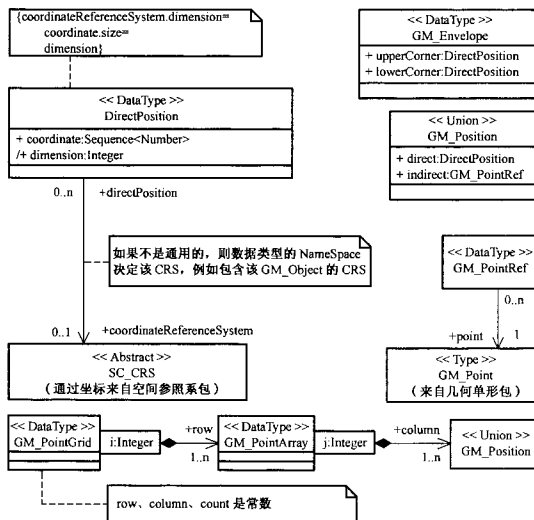 {coordinateReferenceSystem.dimension=
coordinate.size=
dimension}
<< DataType >>
GM_Envelope
+ upperCorner:DirectPosition
+ lowerCorner:DirectPosition
<< DataType >>
DirectPosition
+ coordinate:Sequence<Number>
/+ dimension:Integer
<< Union >>
GM_Position
+ direct:DirectPosition
+ indirect:GM_PointRef
0..n
+directPosition
如果不是通用的，则数据类型的 NameSpace
决定该 CRS，例如包含该 GM_Object 的 CRS
<< DataType >>
GM_PointRef
0..n
0..1
+coordinateReferenceSystem
+point
1
<< Abstract >>
SC_CRS
（通过坐标来自空间参照系包）
<< Type >>
GM_Point
（来自几何单形包）
<< DataType >>
GM_PointGrid
i:Integer
+row
1..n
<< DataType >>
GM_PointArray
j:Integer
+column
1..n
<< Union >>
GM_Position
row、column、count 是常数